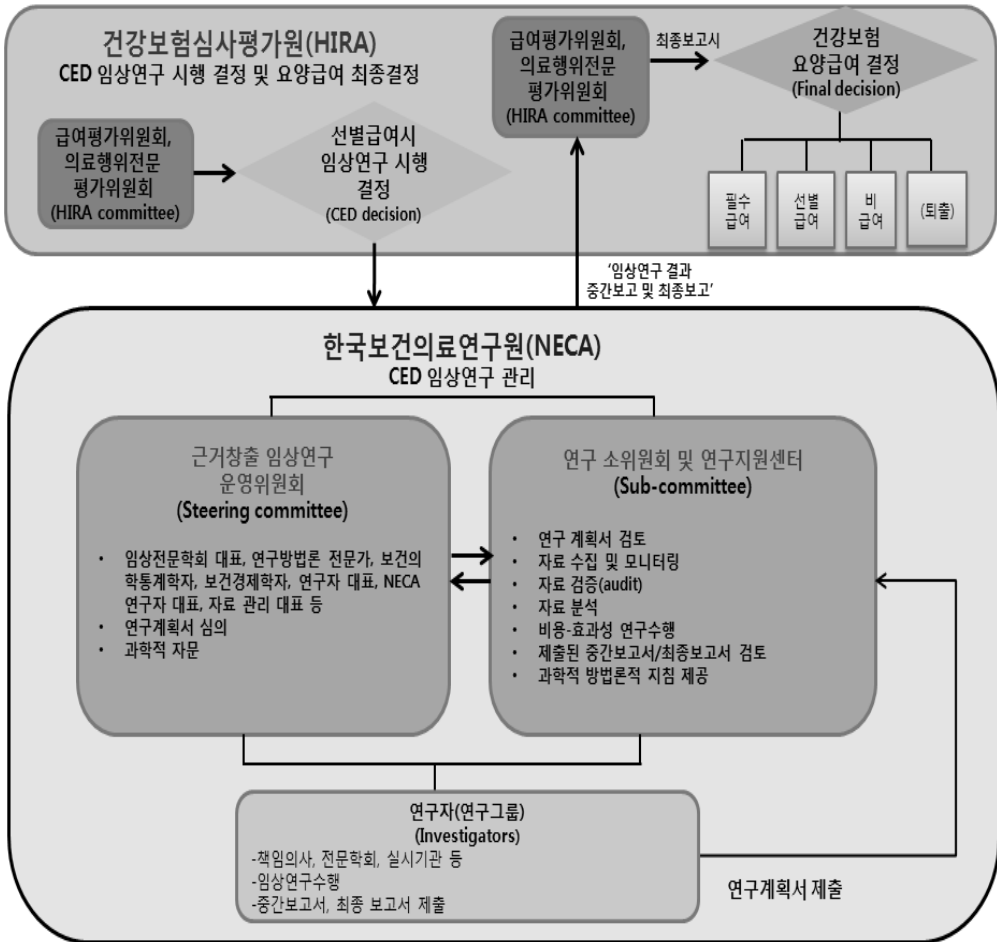 건강보험심사평가원(HIRA)
CED 임상연구 시행 결정 및 요양급여 최종결정
급여평가위원회,
의료행위전문
평가위원회
(HIRA committee)
선별급여시
임상연구 시행
결정
(CED decision)
급여평가위원회,
의료행위전문
평가위원회
(HIRA committee)
최종보고시
건강보험
요양급여 결정
(Final decision)
필수
급여
선별
급여
비
급여
(퇴출)
‘임상연구 결과
중간보고 및 최종보고’
한국보건의료연구원(NECA)
CED 임상연구 관리
근거창출 임상연구
운영위원회
(Steering committee)
• 임상전문학회 대표, 연구방법론 전문가, 보건의
학통계학자, 보건경제학자, 연구자 대표, NECA
연구자 대표, 자료 관리 대표 등
• 연구계획서 심의
• 과학적 자문
연구 소위원회 및 연구지원센터
(Sub-committee)
• 연구 계획서 검토
• 자료 수집 및 모니터링
• 자료 검증(audit)
• 자료 분석
• 비용-효과성 연구수행
• 제출된 중간보고서/최종보고서 검토
• 과학적 방법론적 지침 제공
연구자(연구그룹)
(Investigators)
-책임의사, 전문학회, 실시기관 등
-임상연구수행
-중간보고서, 최종 보고서 제출
연구계획서 제출